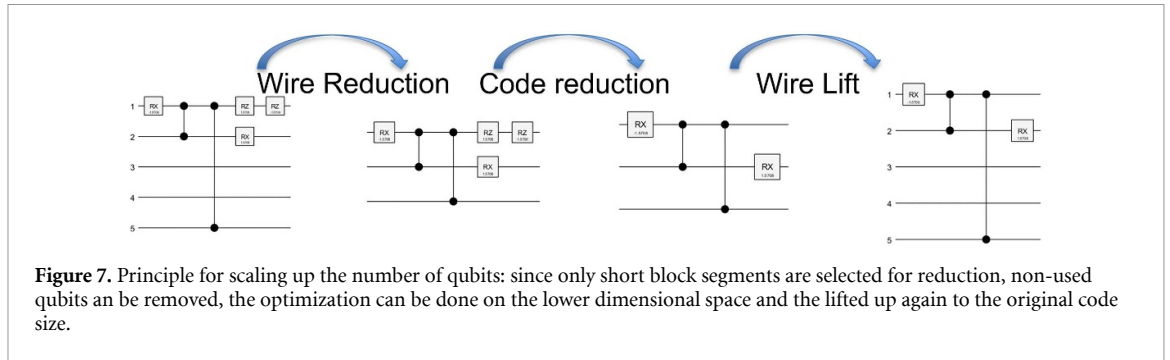 Wire Reduction Code reduction Wire Lift
1 RX RZ RZ
2 RX
3
4
5
RX RZ RZ
RX
RX
RX
1 RX
2 RX
3
4
5
Figure 7. Principle for scaling up the number of qubits: since only short block segments are selected for reduction, non-used
qubits an be removed, the optimization can be done on the lower dimensional space and the lifted up again to the original code
size.